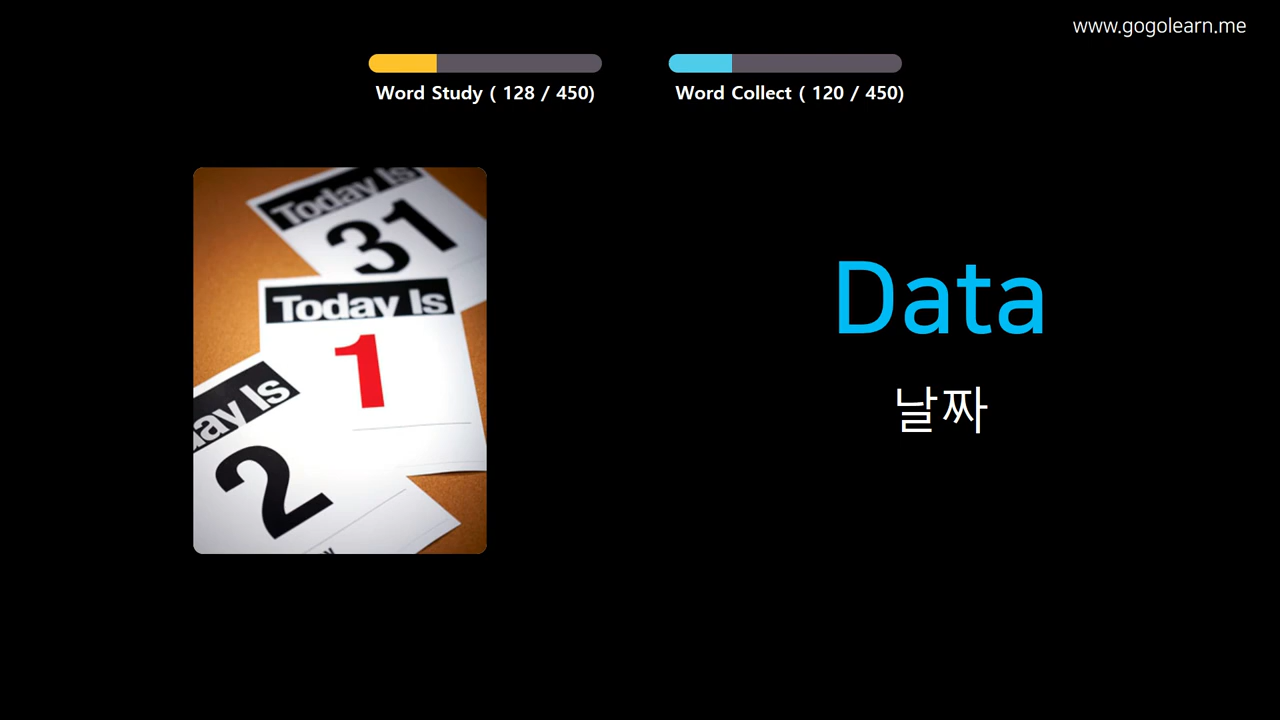 www.gogolearn.me
Word Study ( 128 / 450)
Word Collect ( 120 / 450)
Today Is
31
Today Is
1
day Is
2
Data
날짜